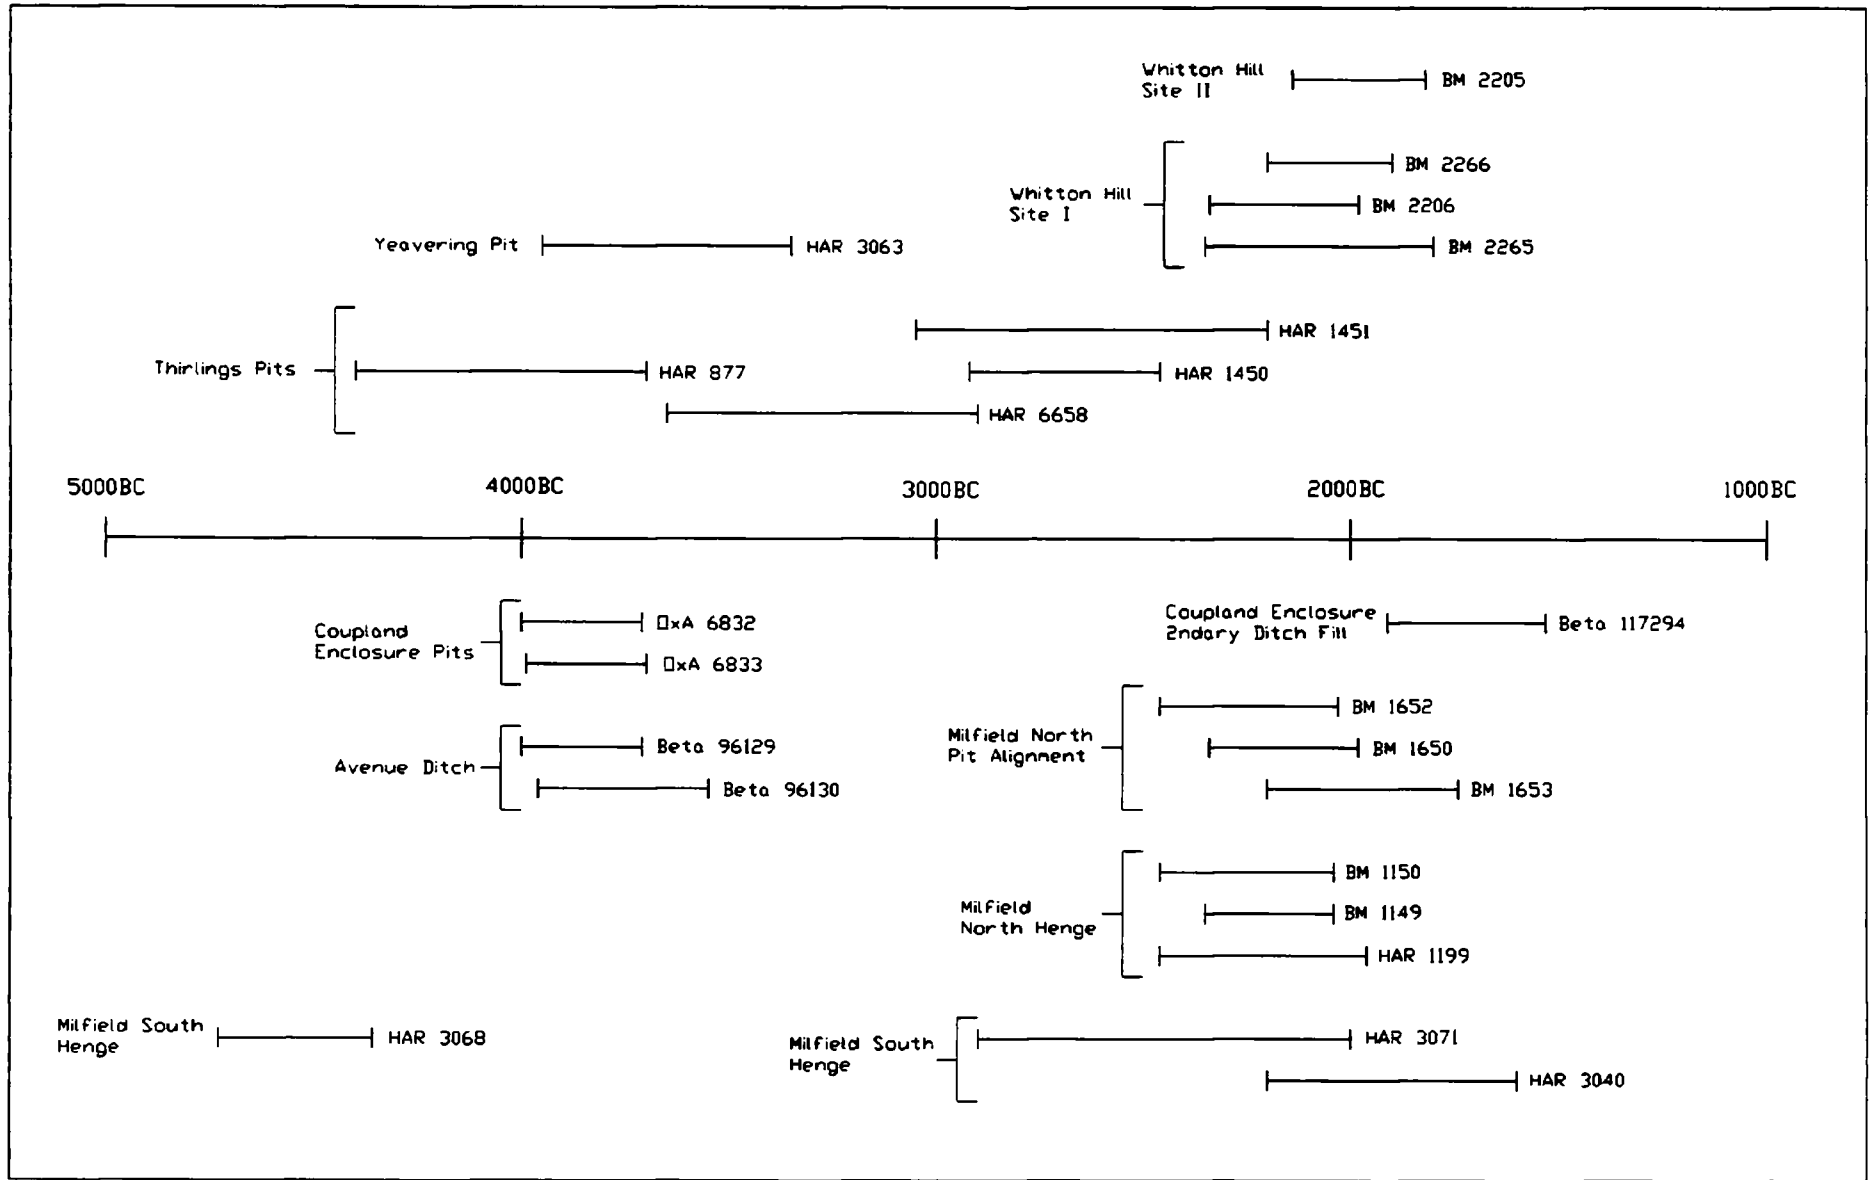 Whitton Hill
Site II
BM 2205
BM 2266
Whitton Hill
Site I
BM 2206
Yeavering Pit
HAR 3063
BM 2265
HAR 1451
Thirlings Pits
HAR 877
HAR 1450
HAR 6658
5000BC
4000BC
3000BC
2000BC
1000BC
Coupland
Enclosure Pits
OxA 6832
OxA 6833
Coupland Enclosure
2ndary Ditch Fill
Beta 117294
BM 1652
Avenue Ditch
Beta 96129
Beta 96130
Milfield North
Pit Alignment
BM 1650
BM 1653
BM 1150
Milfield
North Henge
BM 1149
HAR 1199
Milfield South
Henge
HAR 3068
Milfield South
Henge
HAR 3071
HAR 3040